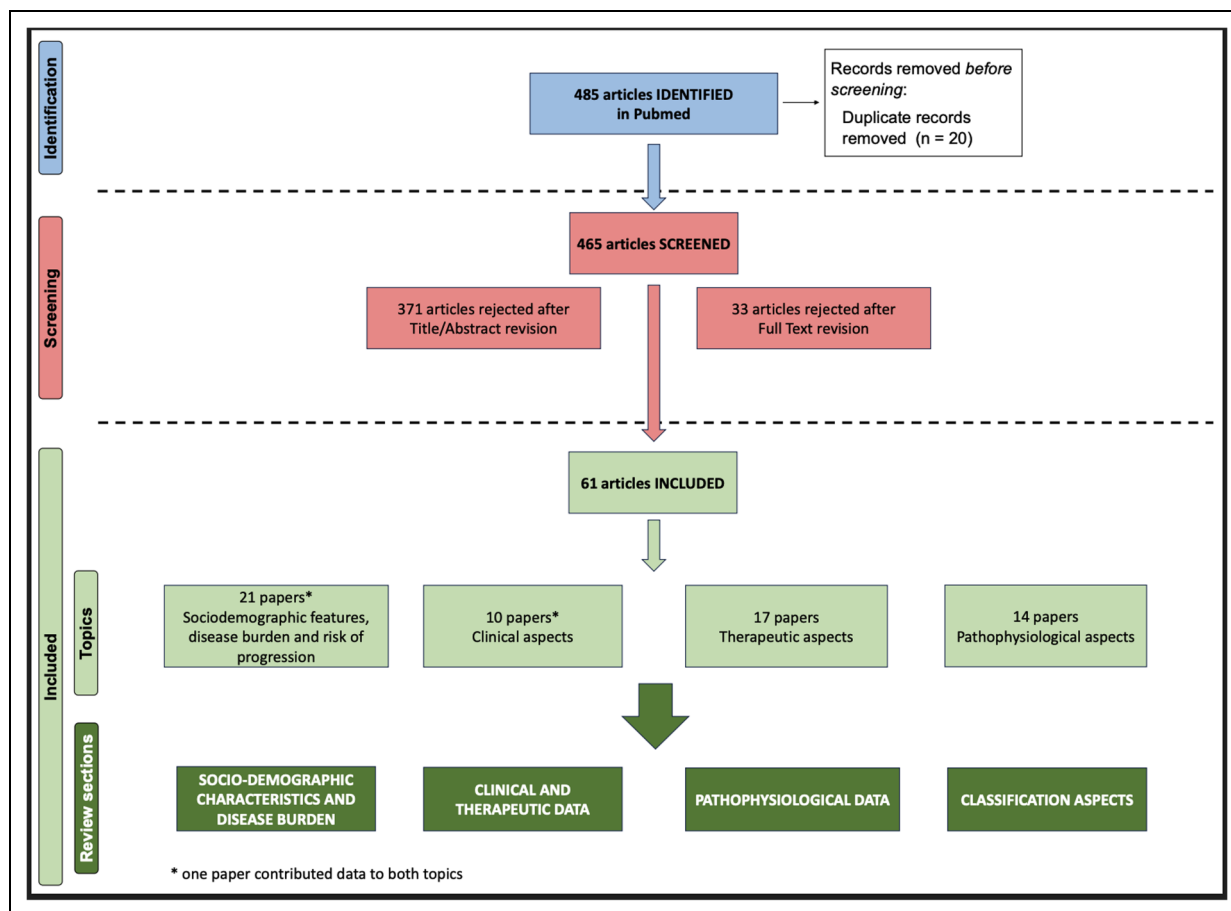 Identification
485 articles IDENTIFIED
in Pubmed
Records removed before
screening:
Duplicate records
removed (n = 20)
Screening
465 articles SCREENED
371 articles rejected after
Title/Abstract revision
33 articles rejected after
Full Text revision
Included
61 articles INCLUDED
Topics
21 papers*
Sociodemographic features,
disease burden and risk of
progression
10 papers*
Clinical aspects
17 papers
Therapeutic aspects
14 papers
Pathophysiological aspects
Review sections
SOCIO-DEMOGRAPHIC
CHARACTERISTICS AND
DISEASE BURDEN
CLINICAL AND
THERAPEUTIC DATA
PATHOPHYSIOLOGICAL DATA
CLASSIFICATION ASPECTS
* one paper contributed data to both topics